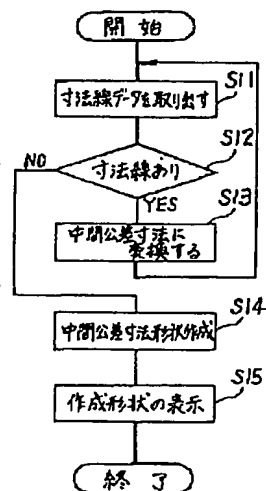 開始
S11
寸法線データを取り出す
S12
寸法線あり
NO
YES
S13
中間公差寸法に
変換する
S14
中間公差寸法形状作成
S15
作成形状の表示
終了